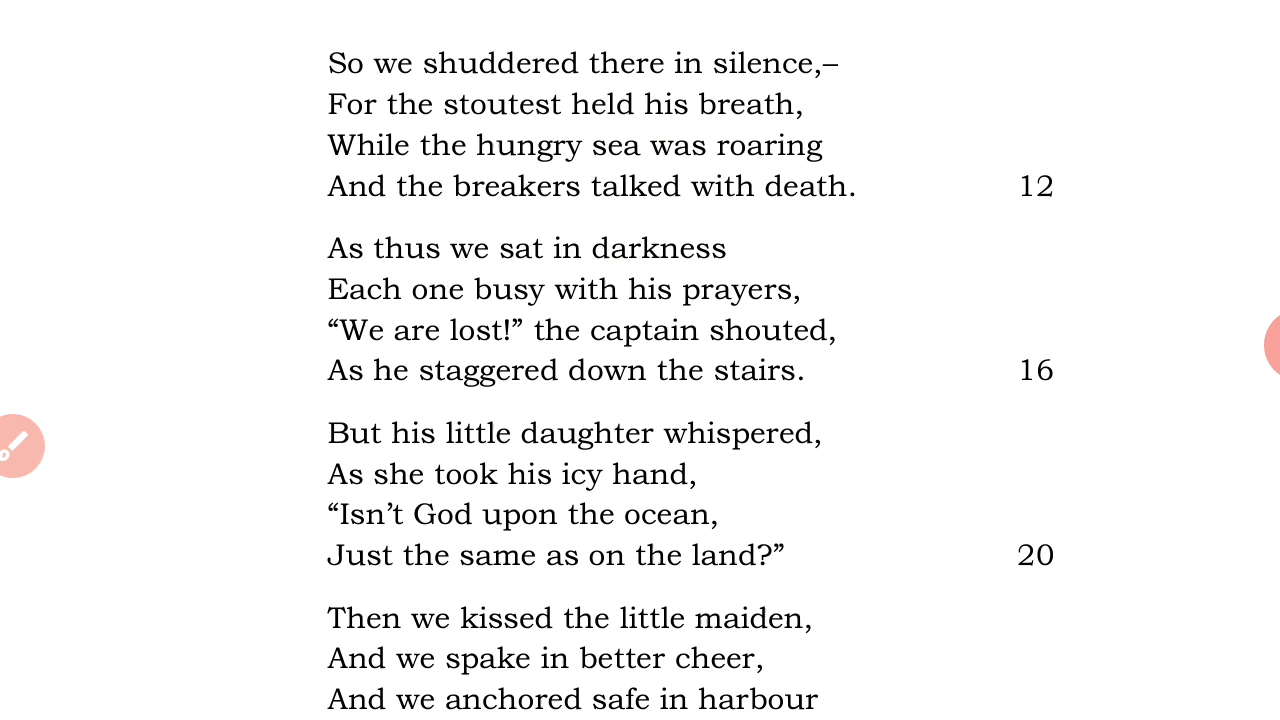 So we shuddered there in silence,–
For the stoutest held his breath,
While the hungry sea was roaring
And the breakers talked with death. 12
As thus we sat in darkness
Each one busy with his prayers,
“We are lost!” the captain shouted,
As he staggered down the stairs. 16
But his little daughter whispered,
As she took his icy hand,
“Isn’t God upon the ocean,
Just the same as on the land?” 20
Then we kissed the little maiden,
And we spake in better cheer,
And we anchored safe in harbour